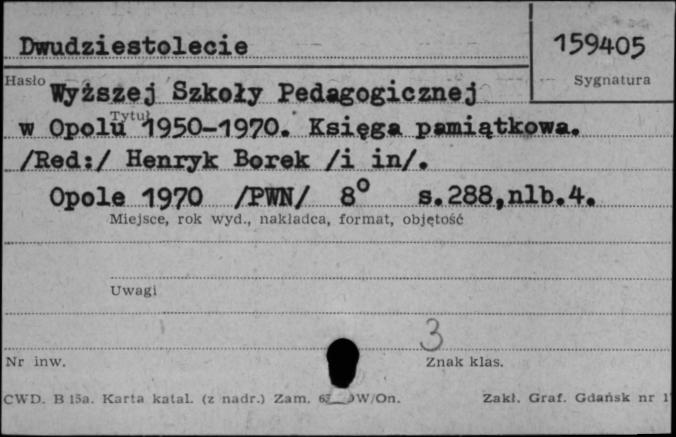 Dwudziestolecie
159405
Hasło
Sygnatura
Wyższej Szkoły Pedagogicznej
Tytuł
w Opolu 1950-1970. Księga pamiątkowa.
/Red:/ Henryk Borek /i in/.
Opole 1970 /PWN/ 8° s.288,nlb.4.
Miejsce, rok wyd., nakładca, format, objętość
Uwagi
3
Nr inw.
Znak klas.
CWD. B 15a. Karta katal. (z nadr.) Zam. W/On.
Zakł. Graf. Gdańsk nr